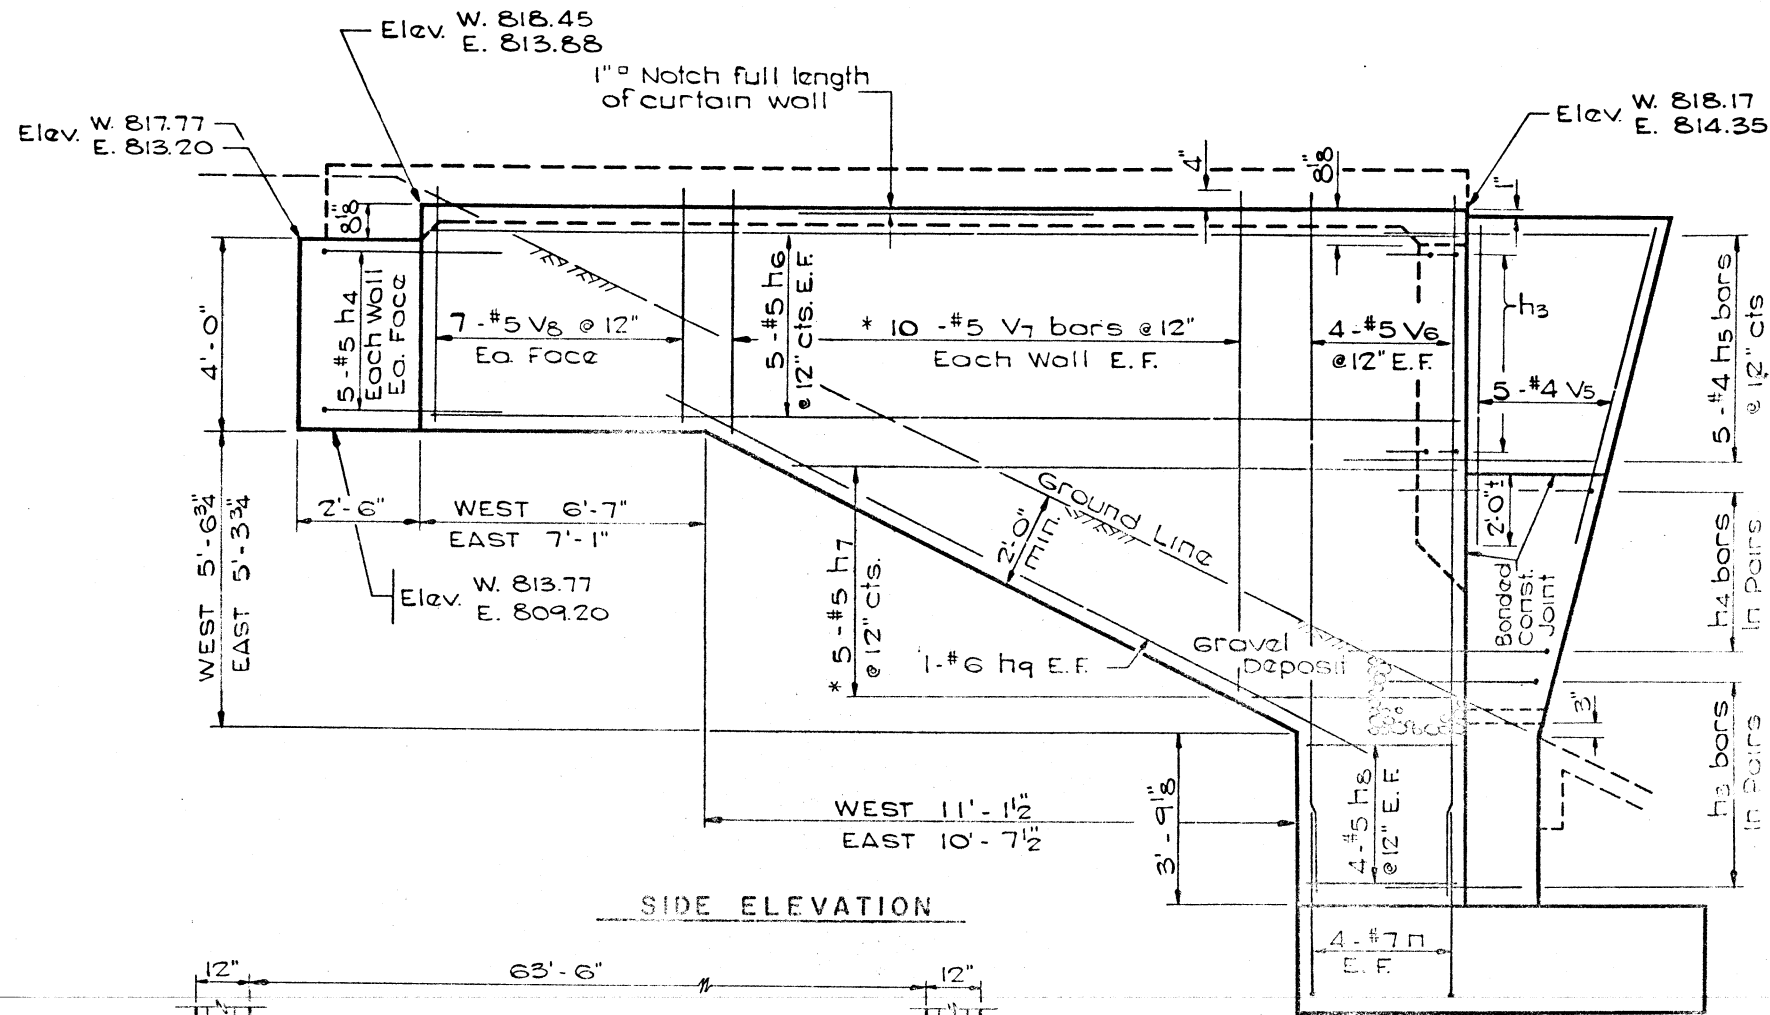 Elev. W. 818.45
E. 813.88
1"▫ Notch full length
of curtain wall
Elev. W. 817.77
E. 813.20
Elev. W. 818.17
E. 814.35
4"
8⅛"
1"
8⅛"
4'-0"
5-#5 h4
Each Wall
Ea. Face
7-#5 V8 @ 12"
Ea. Face
5-#5 h6
@ 12" cts. E.F.
* 10 -#5 V7 bars @ 12"
Each Wall E.F.
4-#5 V6
@ 12" E.F.
h3
5-#4 V5
5-#4 h5 bars
@ 12" cts
WEST 5'-6¾"
EAST 5'-3¾"
2'-6"
WEST 6'-7"
EAST 7'-1"
Elev. W. 813.77
E. 809.20
* 5-#5 h7
@ 12" cts.
Ground Line
2'-0"
Min.
2'-0"±
Bonded
Const.
Joint
h4 bars
In Pairs
1-#6 h9 E.F.
Gravel
Deposit
3"
h3 bars
In Pairs
WEST 11'-1½"
EAST 10'-7½"
3'-9⅛"
4-#5 h8
@ 12" E.F.
SIDE ELEVATION
4-#7 n
E.F.
12"
63'-6"
12"